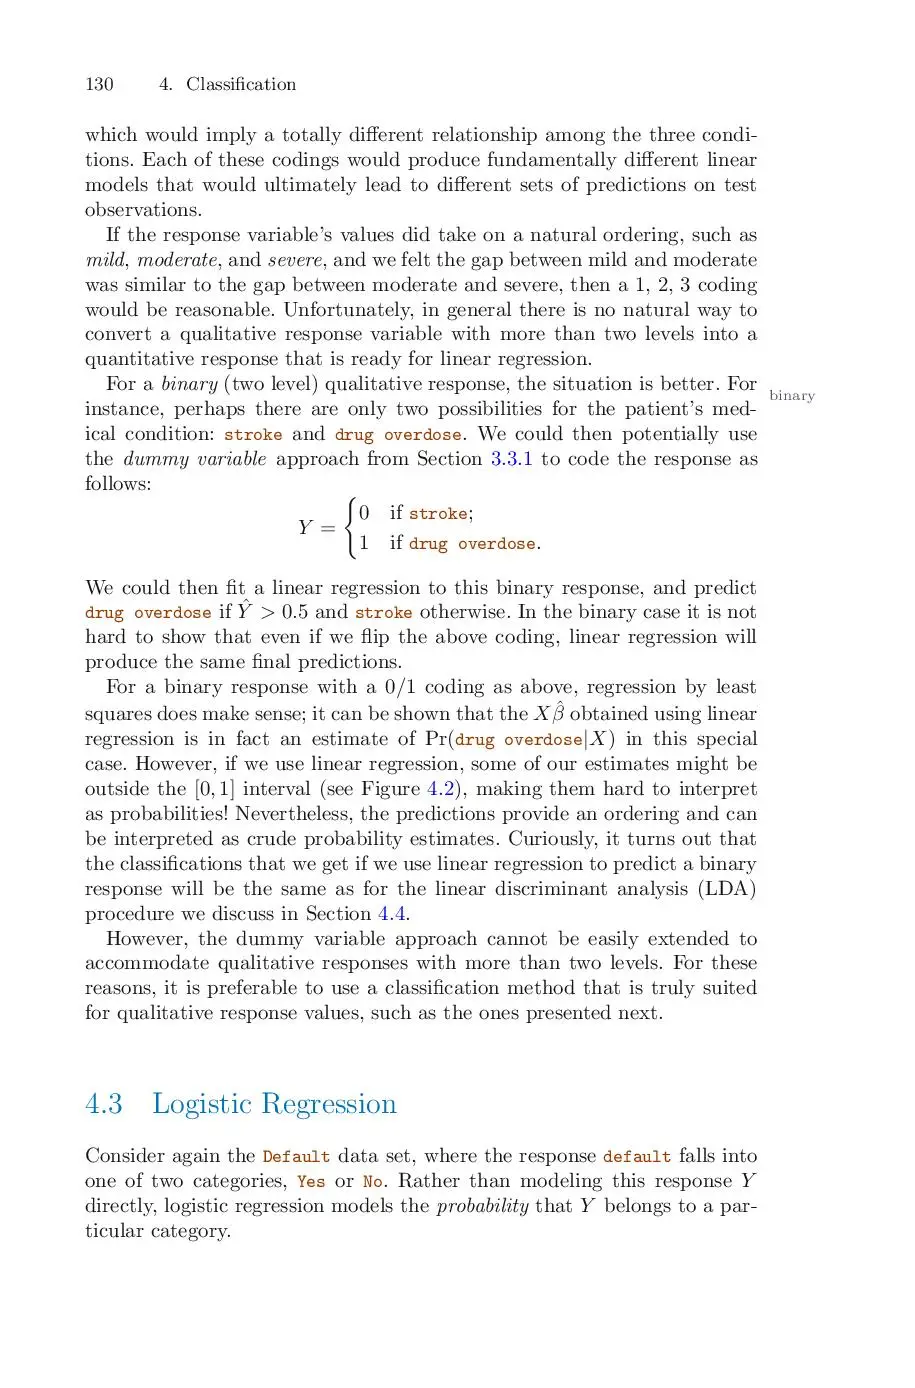 130 4. Classification
which would imply a totally different relationship among the three condi-
tions. Each of these codings would produce fundamentally different linear
models that would ultimately lead to different sets of predictions on test
observations.
If the response variable's values did take on a natural ordering, such as
mild, moderate, and severe, and we felt the gap between mild and moderate
was similar to the gap between moderate and severe, then a 1, 2, 3 coding
would be reasonable. Unfortunately, in general there is no natural way to
convert a qualitative response variable with more than two levels into a
quantitative response that is ready for linear regression.
For a binary (two level) qualitative response, the situation is better. For
binary
instance, perhaps there are only two possibilities for the patient's med-
ical condition: stroke and drug overdose. We could then potentially use
the dummy variable approach from Section 3.3.1 to code the response as
follows:
Y = {0 if stroke;
1 if drug overdose.
We could then fit a linear regression to this binary response, and predict
drug overdose if Ŷ > 0.5 and stroke otherwise. In the binary case it is not
hard to show that even if we flip the above coding, linear regression will
produce the same final predictions.
For a binary response with a 0/1 coding as above, regression by least
squares does make sense; it can be shown that the Xβ̂ obtained using linear
regression is in fact an estimate of Pr(drug overdose|X) in this special
case. However, if we use linear regression, some of our estimates might be
outside the [0, 1] interval (see Figure 4.2), making them hard to interpret
as probabilities! Nevertheless, the predictions provide an ordering and can
be interpreted as crude probability estimates. Curiously, it turns out that
the classifications that we get if we use linear regression to predict a binary
response will be the same as for the linear discriminant analysis (LDA)
procedure we discuss in Section 4.4.
However, the dummy variable approach cannot be easily extended to
accommodate qualitative responses with more than two levels. For these
reasons, it is preferable to use a classification method that is truly suited
for qualitative response values, such as the ones presented next.
4.3 Logistic Regression
Consider again the Default data set, where the response default falls into
one of two categories, Yes or No. Rather than modeling this response Y
directly, logistic regression models the probability that Y belongs to a par-
ticular category.